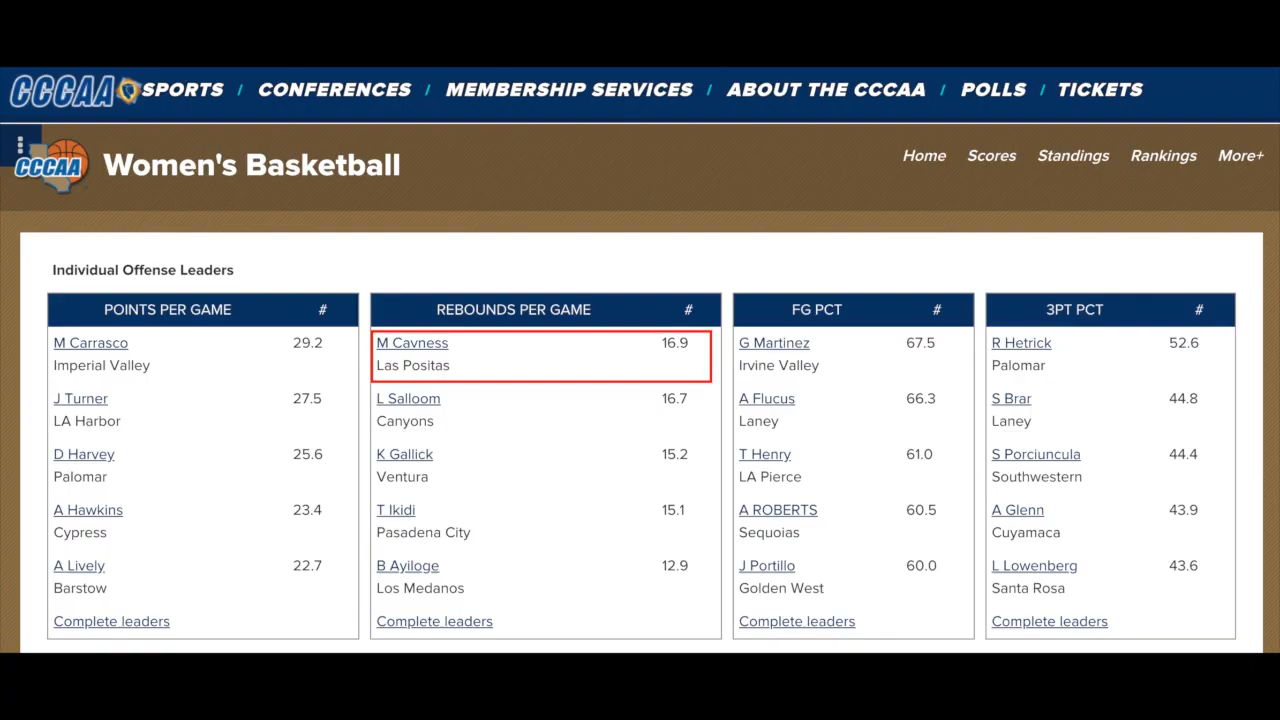 CCCAA SPORTS / CONFERENCES / MEMBERSHIP SERVICES / ABOUT THE CCCAA / POLLS / TICKETS
CCCAA Women's Basketball Home Scores Standings Rankings More+
Individual Offense Leaders
POINTS PER GAME # REBOUNDS PER GAME # FG PCT # 3PT PCT #
M Carrasco 29.2 M Cavness 16.9 G Martinez 67.5 R Hetrick 52.6
Imperial Valley Las Positas Irvine Valley Palomar
J Turner 27.5 L Salloom 16.7 A Flucus 66.3 S Brar 44.8
LA Harbor Canyons Laney Laney
D Harvey 25.6 K Gallick 15.2 T Henry 61.0 S Porciuncula 44.4
Palomar Ventura LA Pierce Southwestern
A Hawkins 23.4 T Ikidi 15.1 A ROBERTS 60.5 A Glenn 43.9
Cypress Pasadena City Sequoias Cuyamaca
A Lively 22.7 B Ayiloge 12.9 J Portillo 60.0 L Lowenberg 43.6
Barstow Los Medanos Golden West Santa Rosa
Complete leaders Complete leaders Complete leaders Complete leaders